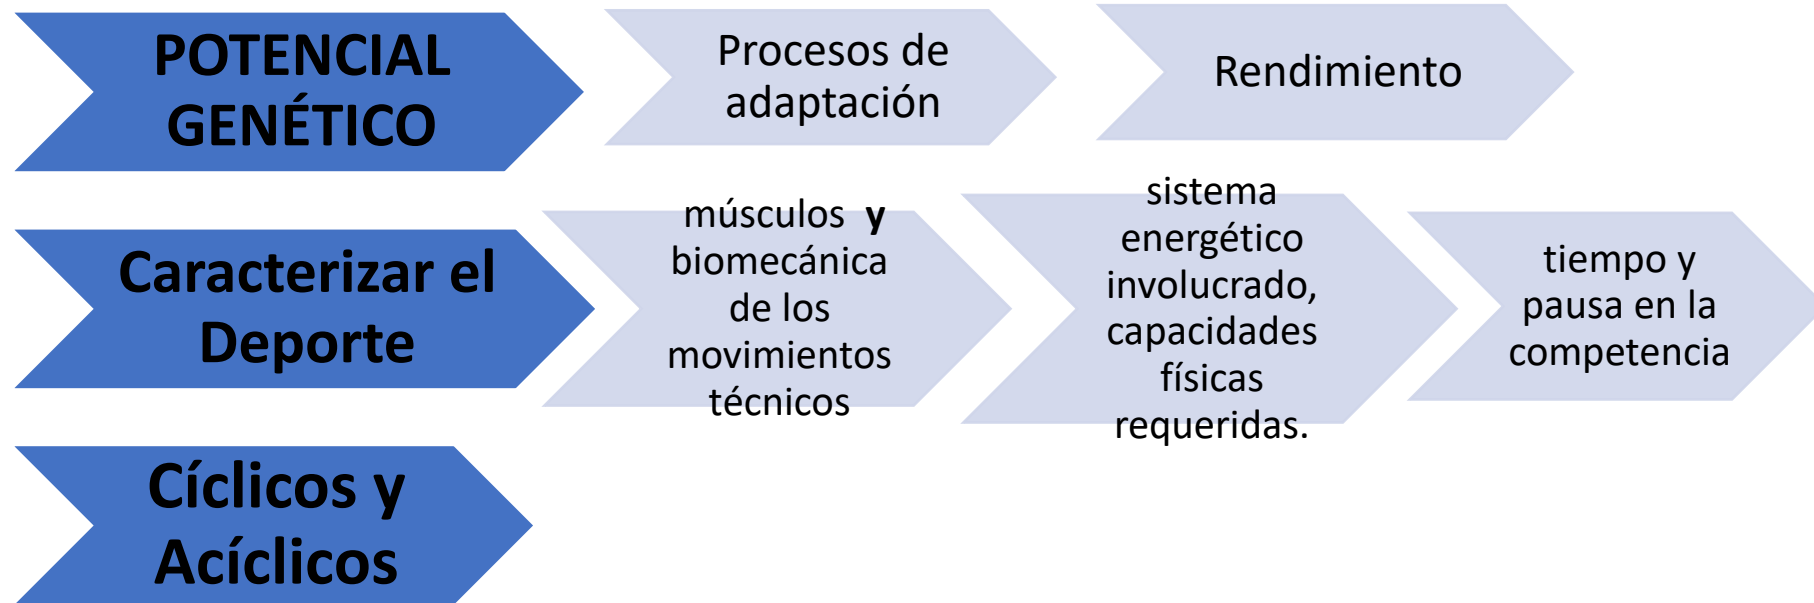 POTENCIAL
GENÉTICO
Procesos de
adaptación
Rendimiento
Caracterizar el
Deporte
músculos y
biomecánica
de los
movimientos
técnicos
sistema
energético
involucrado,
capacidades
físicas
requeridas.
tiempo y
pausa en la
competencia
Cíclicos y
Acíclicos